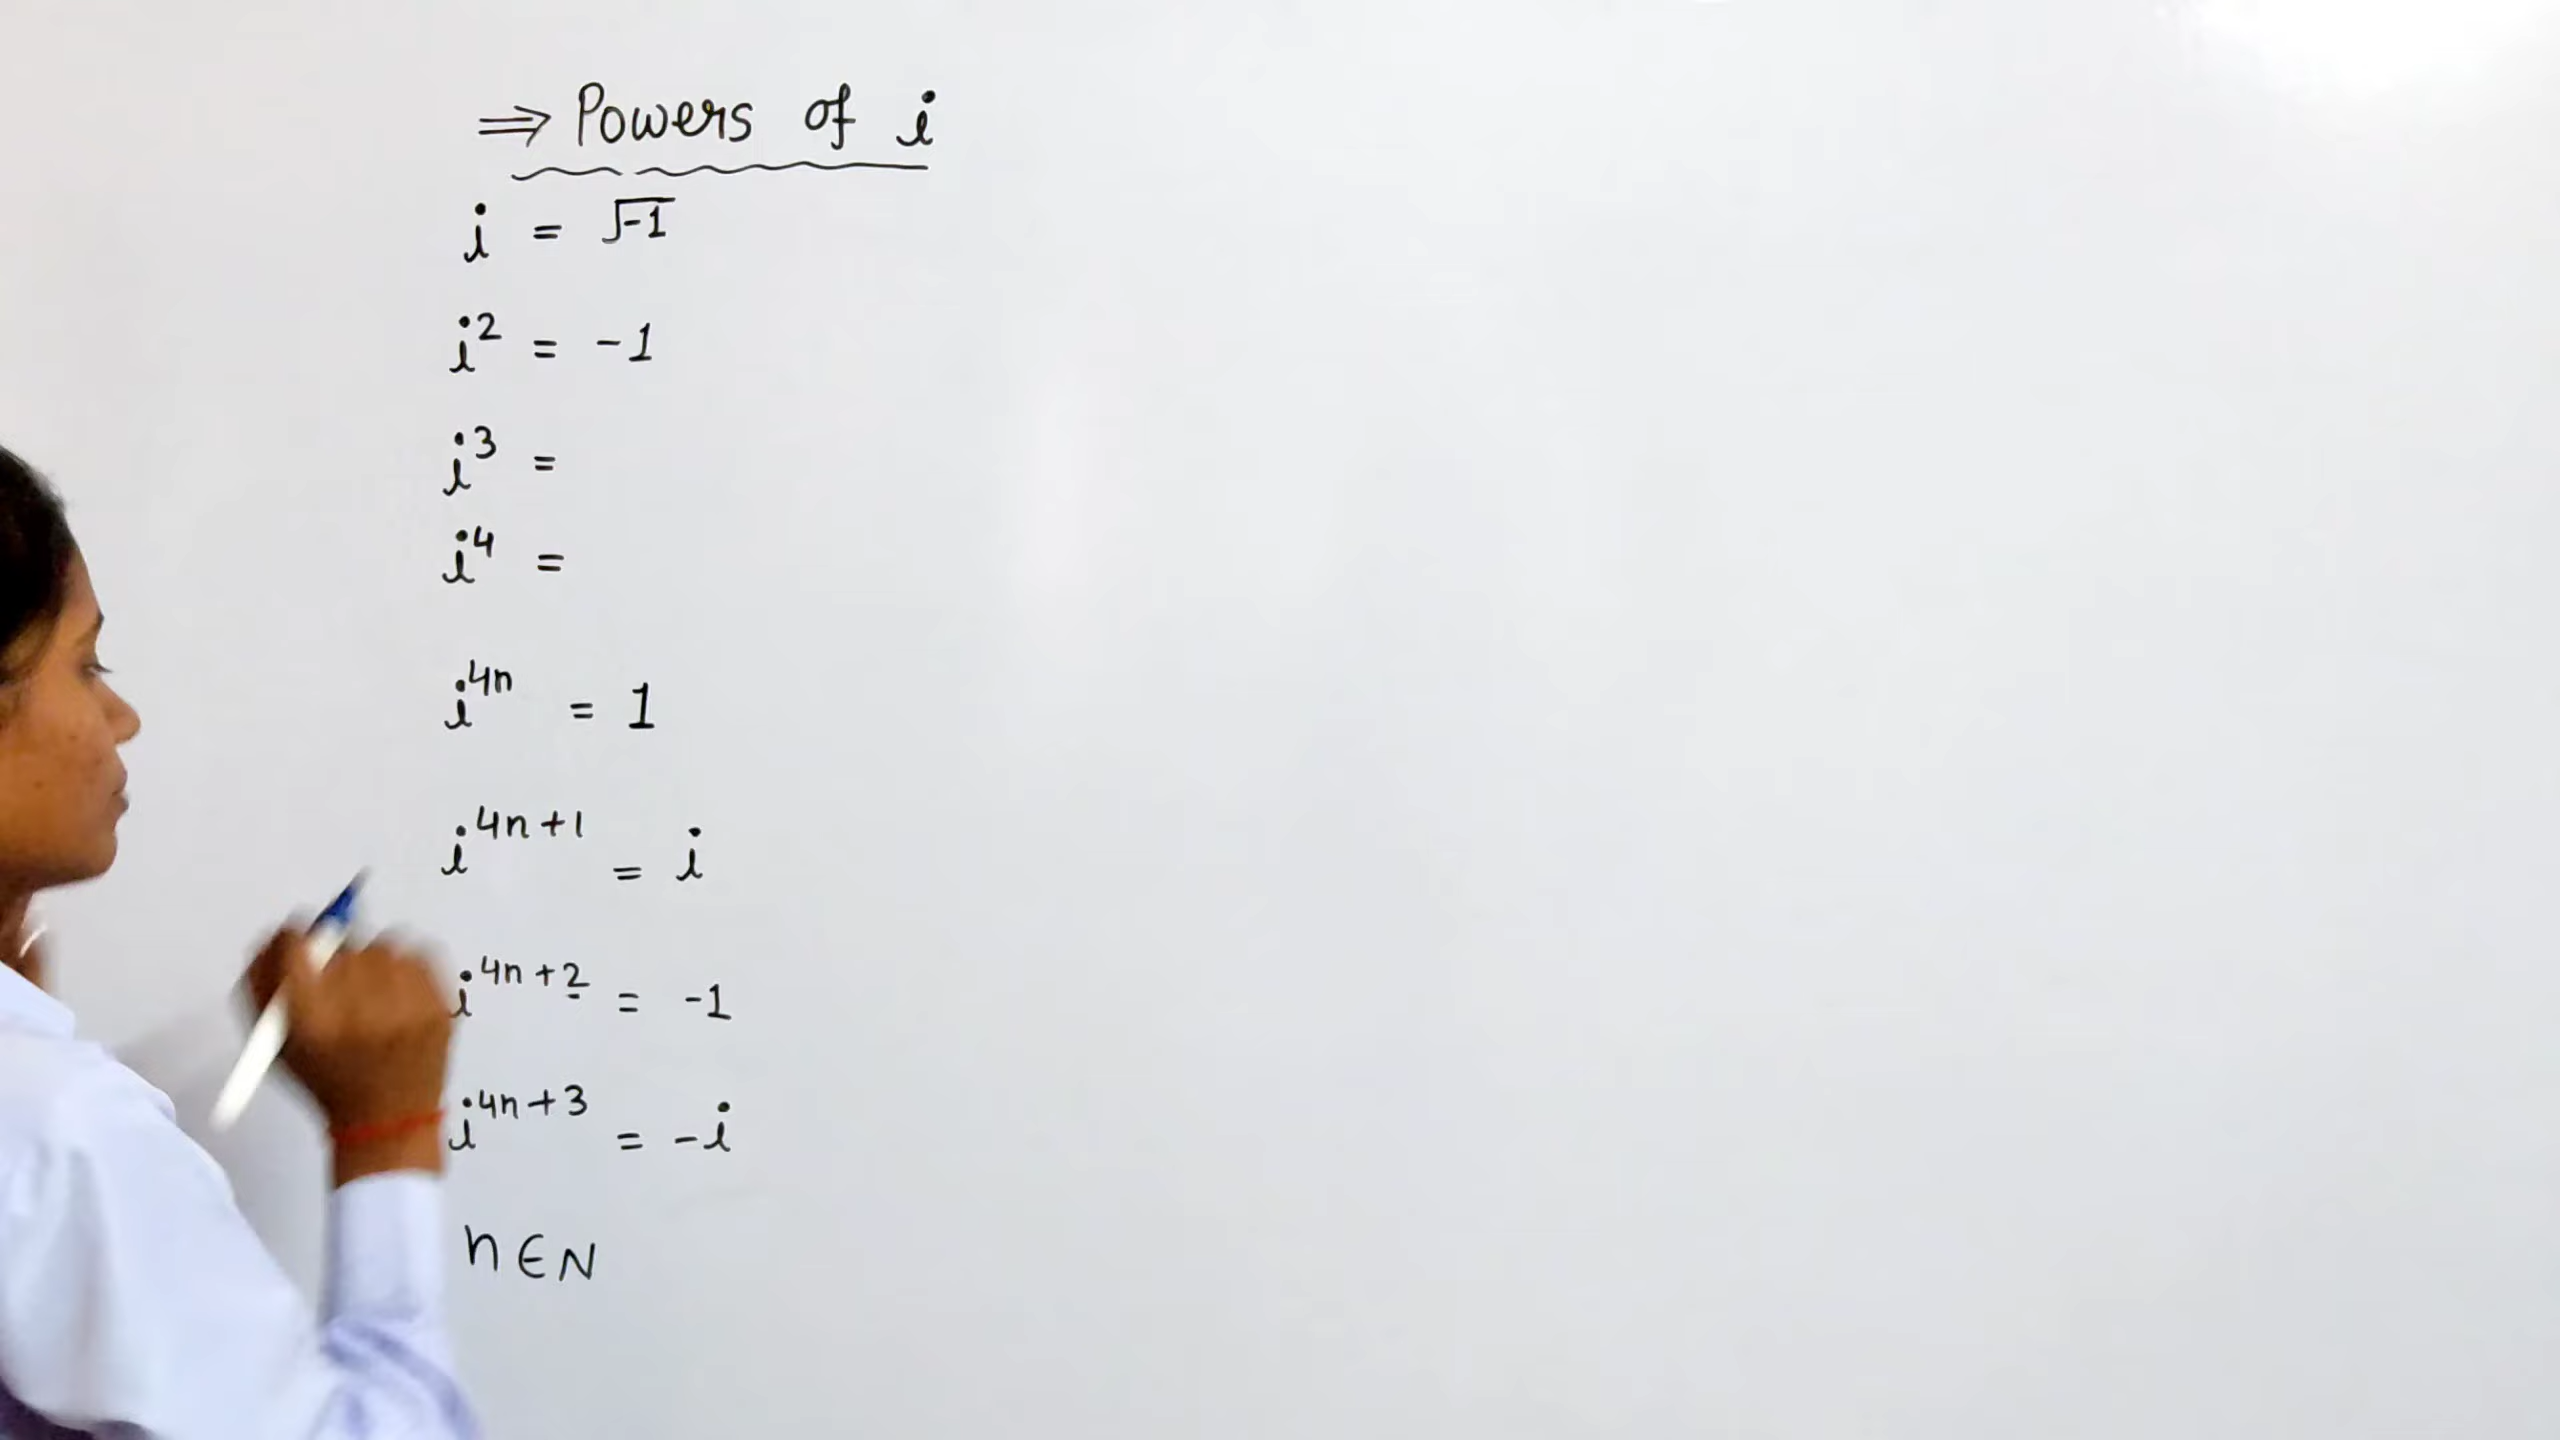 ⇒ Powers of i
i = √-1
i² = -1
i³ =
i⁴ =
i⁴ⁿ = 1
i⁴ⁿ⁺¹ = i
i⁴ⁿ⁺² = -1
i⁴ⁿ⁺³ = -i
n ∈ N